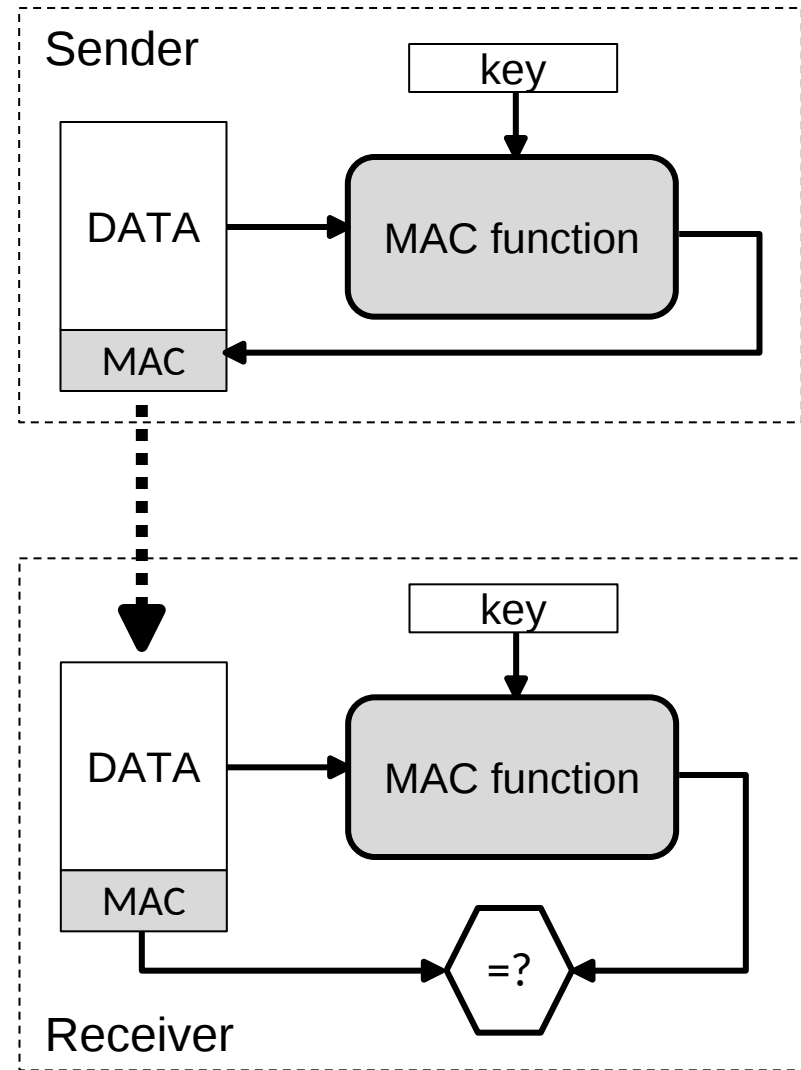 Sender
key
DATA
MAC function
MAC
key
DATA
MAC function
MAC
=?
Receiver